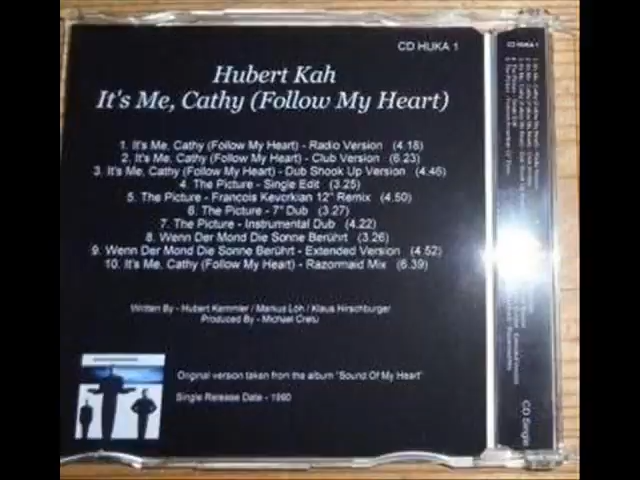 CD HUKA 1
Hubert Kah
It's Me, Cathy (Follow My Heart)
1. It's Me, Cathy (Follow My Heart) - Radio Version (4.18)
2. It's Me, Cathy (Follow My Heart) - Club Version (6.23)
3. It's Me, Cathy (Follow My Heart) - Dub Shook Up Version (4.46)
4. The Picture - Single Edit (3.25)
5. The Picture - Francois Kevorkian 12" Remix (4.50)
6. The Picture - 7" Dub (3.27)
7. The Picture - Instrumental Dub (4.22)
8. Wenn Der Mond Die Sonne Berührt (3.26)
9. Wenn Der Mond Die Sonne Berührt - Extended Version (4.52)
10. It's Me, Cathy (Follow My Heart) - Razormaid Mix (6.39)
Written By - Hubert Kemmler / Markus Löh / Klaus Hirschburger
Produced By - Michael Cretu
Original version taken from the album "Sound Of My Heart"
Single Release Date - 1990
CD HUKA 1
CD Single